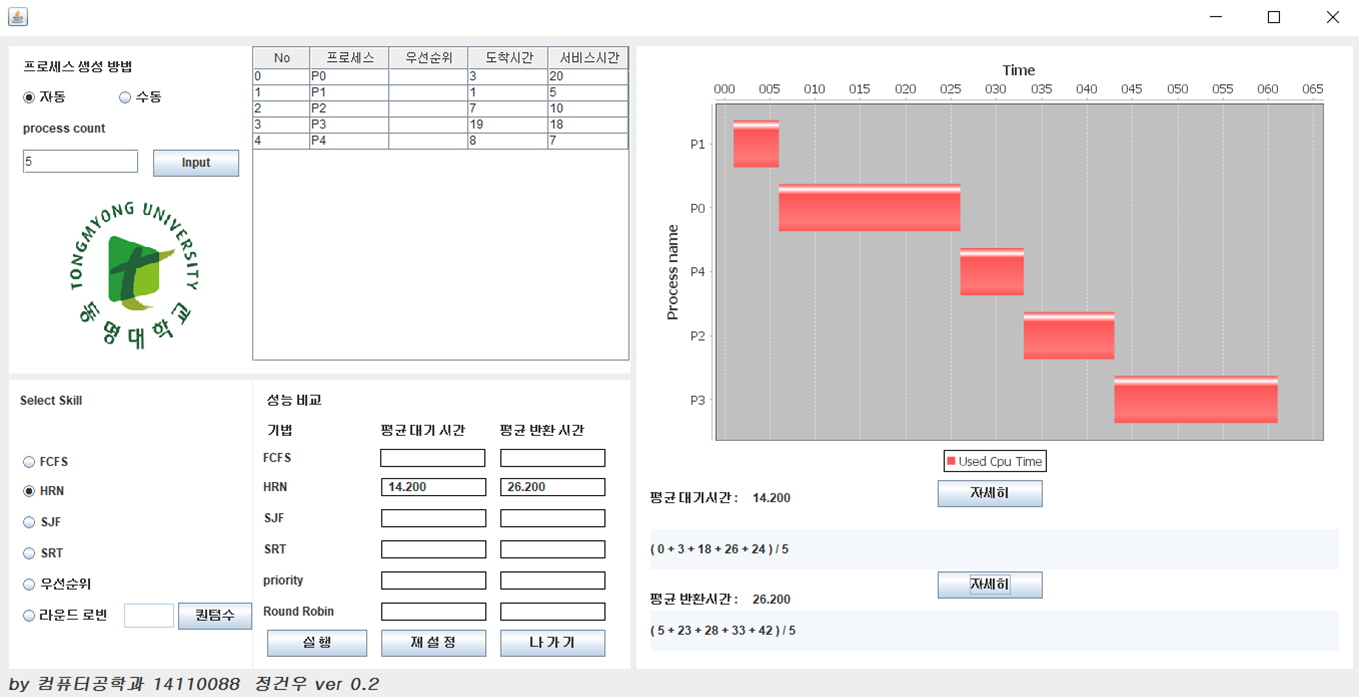 프로세스 생성 방법
자동 수동
process count
5 Input
TONGMYONG UNIVERSITY
동명대학교
No 프로세스 우선순위 도착시간 서비스시간
0 P0 3 20
1 P1 1 5
2 P2 7 10
3 P3 19 18
4 P4 8 7
Select Skill
FCFS
HRN
SJF
SRT
우선순위
라운드 로빈 퀀텀수
성능 비교
기법 평균 대기 시간 평균 반환 시간
FCFS
HRN 14.200 26.200
SJF
SRT
priority
Round Robin
실 행 재 설 정 나 가 기
Time
000 005 010 015 020 025 030 035 040 045 050 055 060 065
Process name
P1
P0
P4
P2
P3
Used Cpu Time
평균 대기시간 : 14.200 자세히
( 0 + 3 + 18 + 26 + 24 ) / 5
평균 반환시간 : 26.200 자세히
( 5 + 23 + 28 + 33 + 42 ) / 5
by 컴퓨터공학과 14110088 정건우 ver 0.2